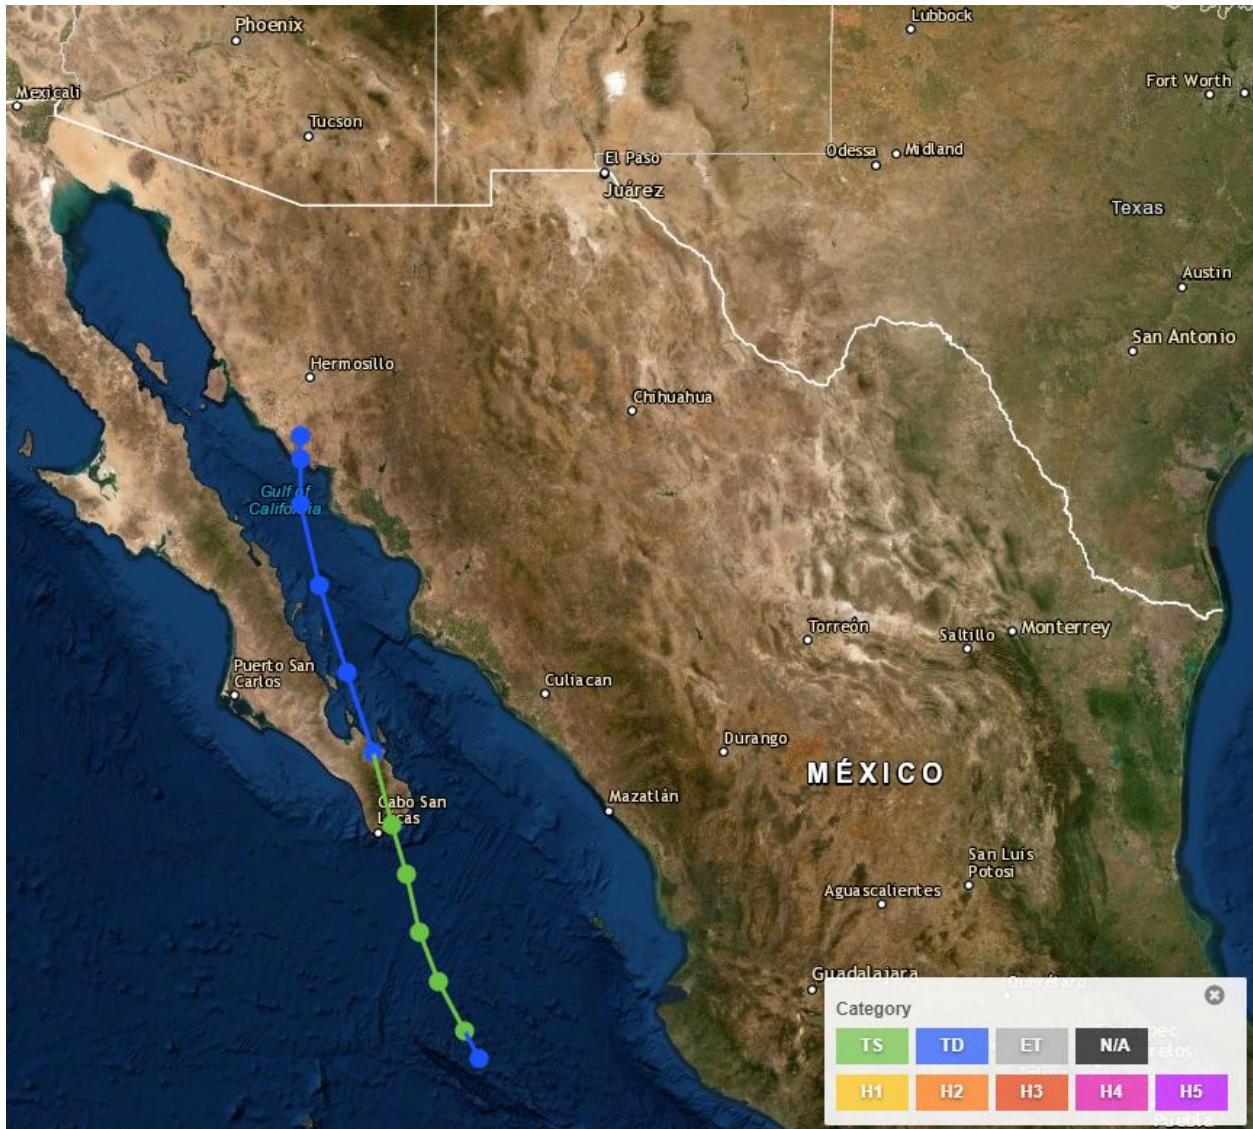 Phoenix
Lubbock
Mexicali
Fort Worth
Tucson
El Paso
Odessa
Midland
Juárez
Texas
Austin
San Antonio
Hermosillo
Chihuahua
Gulf of
California
Torreón
Saltillo
Monterrey
Puerto San
Carlos
Culiacan
Durango
MÉXICO
Mazatlán
Cabo San
Lucas
San Luis
Potosi
Aguascalientes
Guadalajara
Querétaro
Category
TS
TD
ET
N/A
H1
H2
H3
H4
H5
Puebla